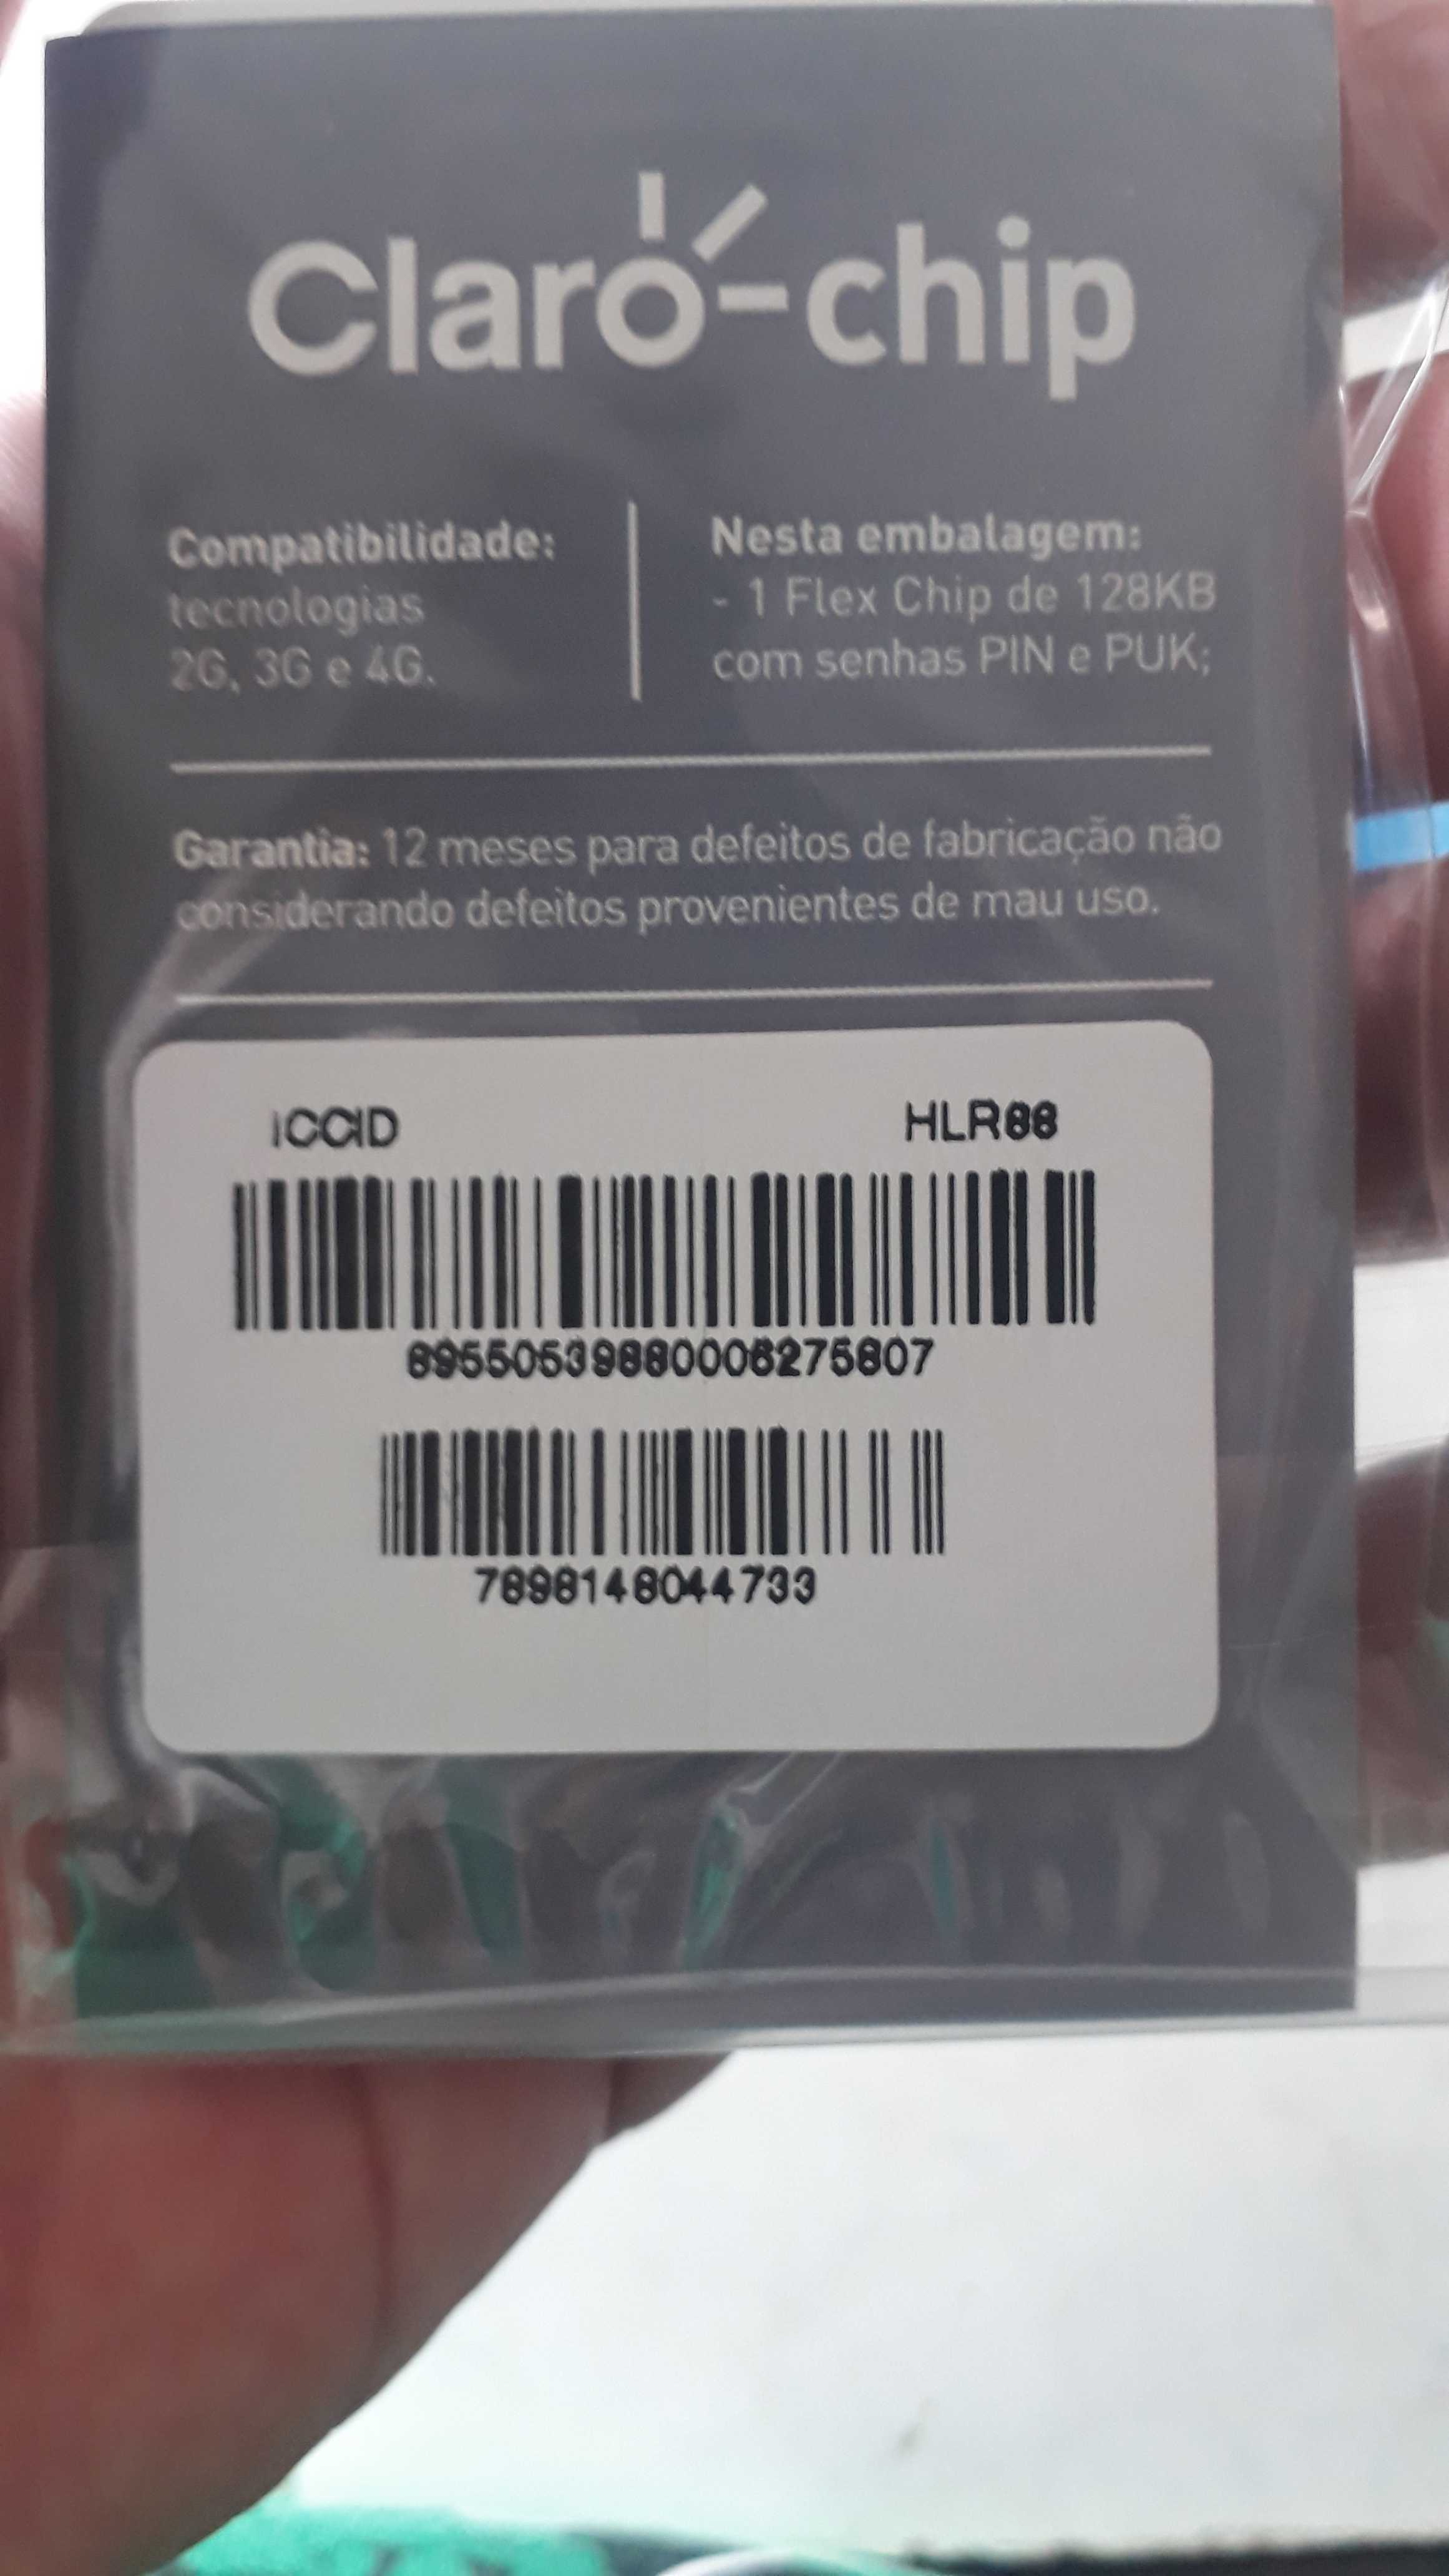 Claro-chip
Compatibilidade:
tecnologias
2G, 3G e 4G.
Nesta embalagem:
- 1 Flex Chip de 128KB
com senhas PIN e PUK;
Garantia: 12 meses para defeitos de fabricação não
considerando defeitos provenientes de mau uso.
ICCID HLR88
89550539880006275807
7898148044733